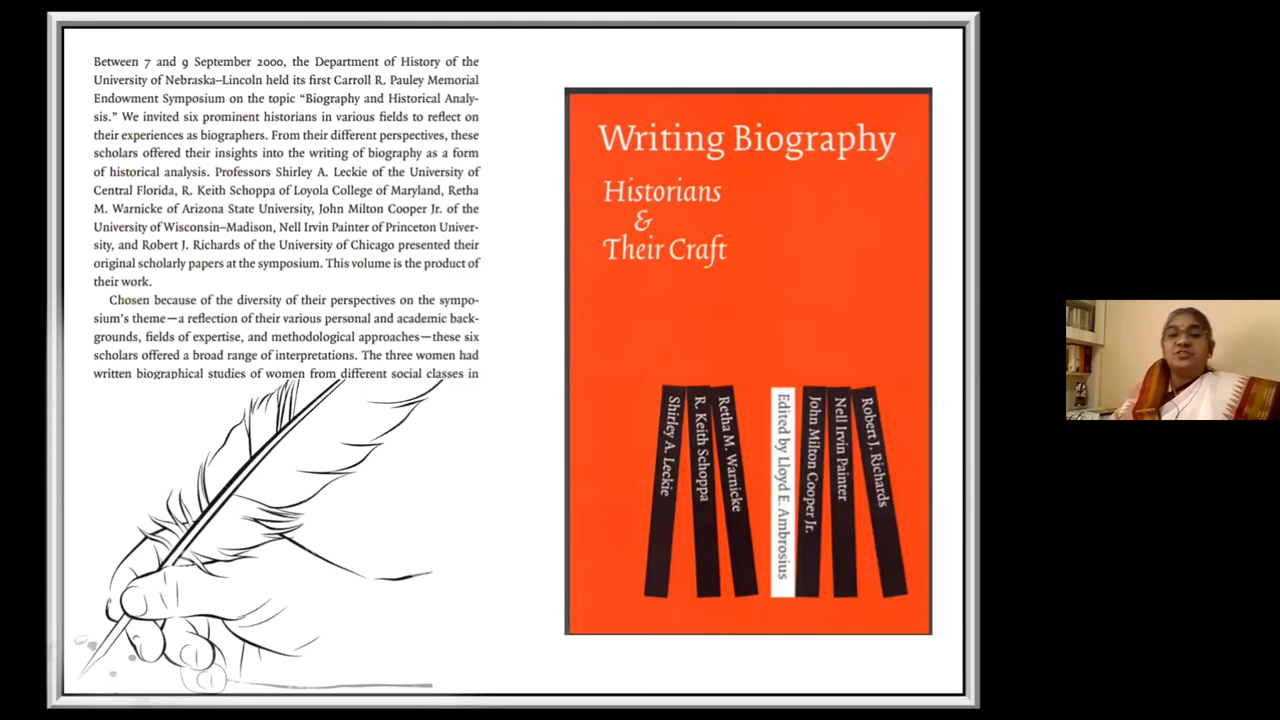 Between 7 and 9 September 2000, the Department of History of the
University of Nebraska–Lincoln held its first Carroll R. Pauley Memorial
Endowment Symposium on the topic “Biography and Historical Analy-
sis.” We invited six prominent historians in various fields to reflect on
their experiences as biographers. From their different perspectives, these
scholars offered their insights into the writing of biography as a form
of historical analysis. Professors Shirley A. Leckie of the University of
Central Florida, R. Keith Schoppa of Loyola College of Maryland, Retha
M. Warnicke of Arizona State University, John Milton Cooper Jr. of the
University of Wisconsin–Madison, Nell Irvin Painter of Princeton Univer-
sity, and Robert J. Richards of the University of Chicago presented their
original scholarly papers at the symposium. This volume is the product of
their work.
Chosen because of the diversity of their perspectives on the sympo-
sium’s theme—a reflection of their various personal and academic back-
grounds, fields of expertise, and methodological approaches—these six
scholars offered a broad range of interpretations. The three women had
written biographical studies of women from different social classes in
Writing Biography
Historians
&
Their Craft
Shirley A. Leckie
R. Keith Schoppa
Retha M. Warnicke
Edited by Lloyd E. Ambrosius
John Milton Cooper Jr.
Nell Irvin Painter
Robert J. Richards